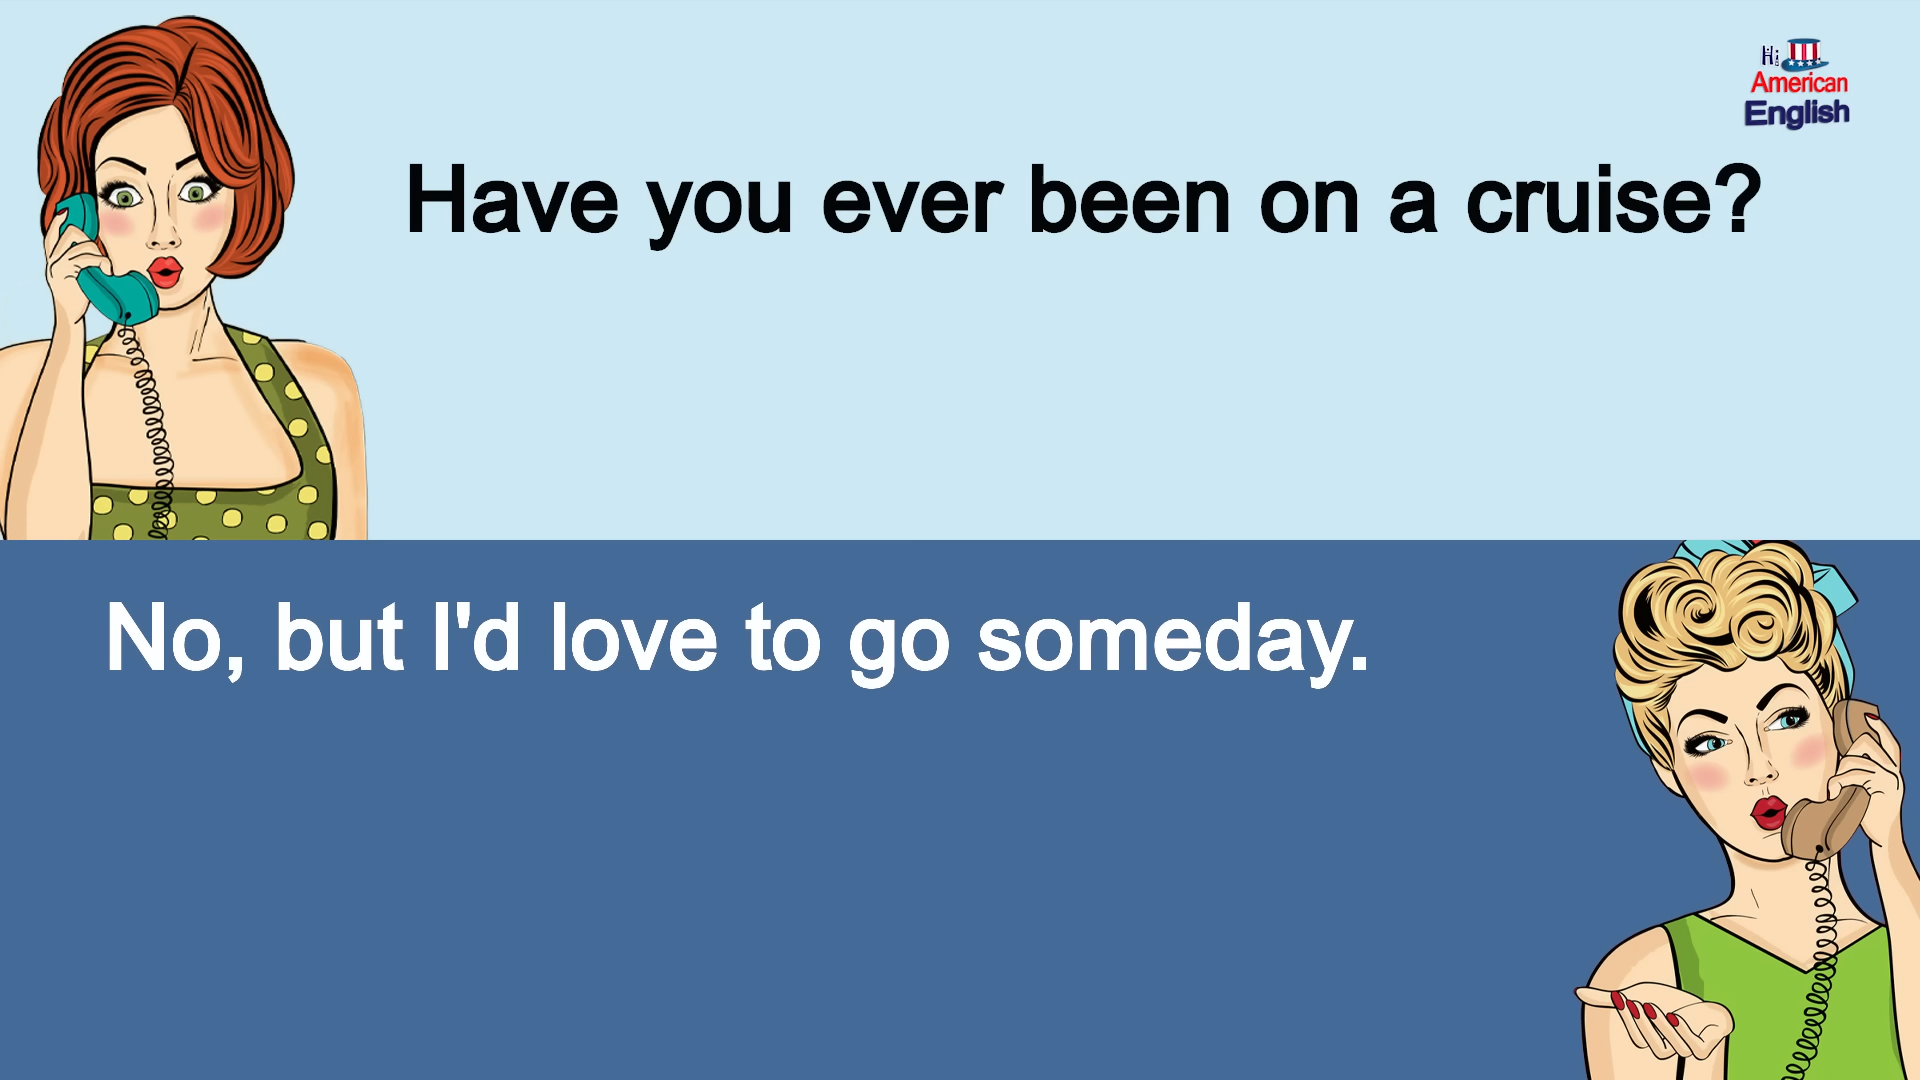 Hi
American
English
Have you ever been on a cruise?
No, but I'd love to go someday.